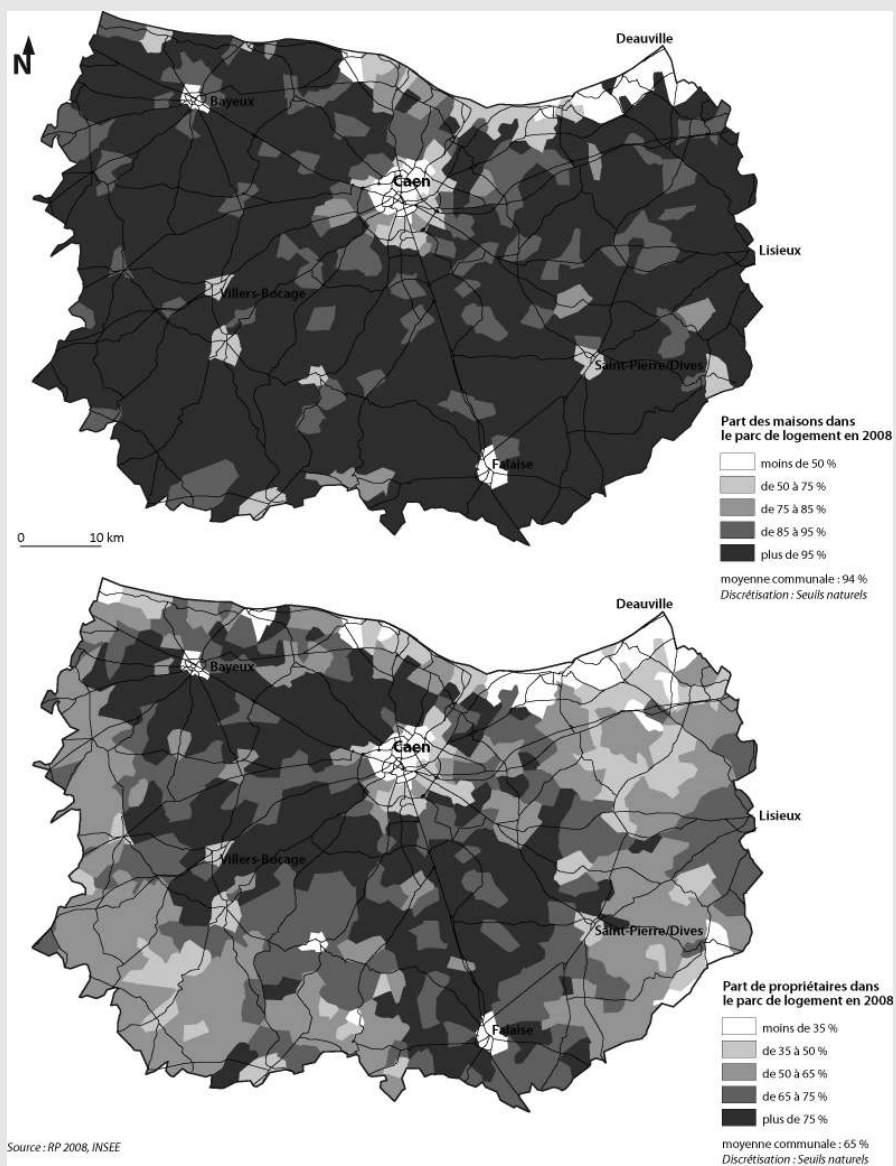 N
Deauville
Bayeux
Caen
Lisieux
Villers-Bocage
Saint-Pierre/Dives
Falaise
0 10 km
Part des maisons dans
le parc de logement en 2008
moins de 50 %
de 50 à 75 %
de 75 à 85 %
de 85 à 95 %
plus de 95 %
moyenne communale : 94 %
Discrétisation : Seuils naturels
Deauville
Bayeux
Caen
Lisieux
Villers-Bocage
Saint-Pierre/Dives
Falaise
Part de propriétaires dans
le parc de logement en 2008
moins de 35 %
de 35 à 50 %
de 50 à 65 %
de 65 à 75 %
plus de 75 %
moyenne communale : 65 %
Discrétisation : Seuils naturels
Source : RP 2008, INSEE